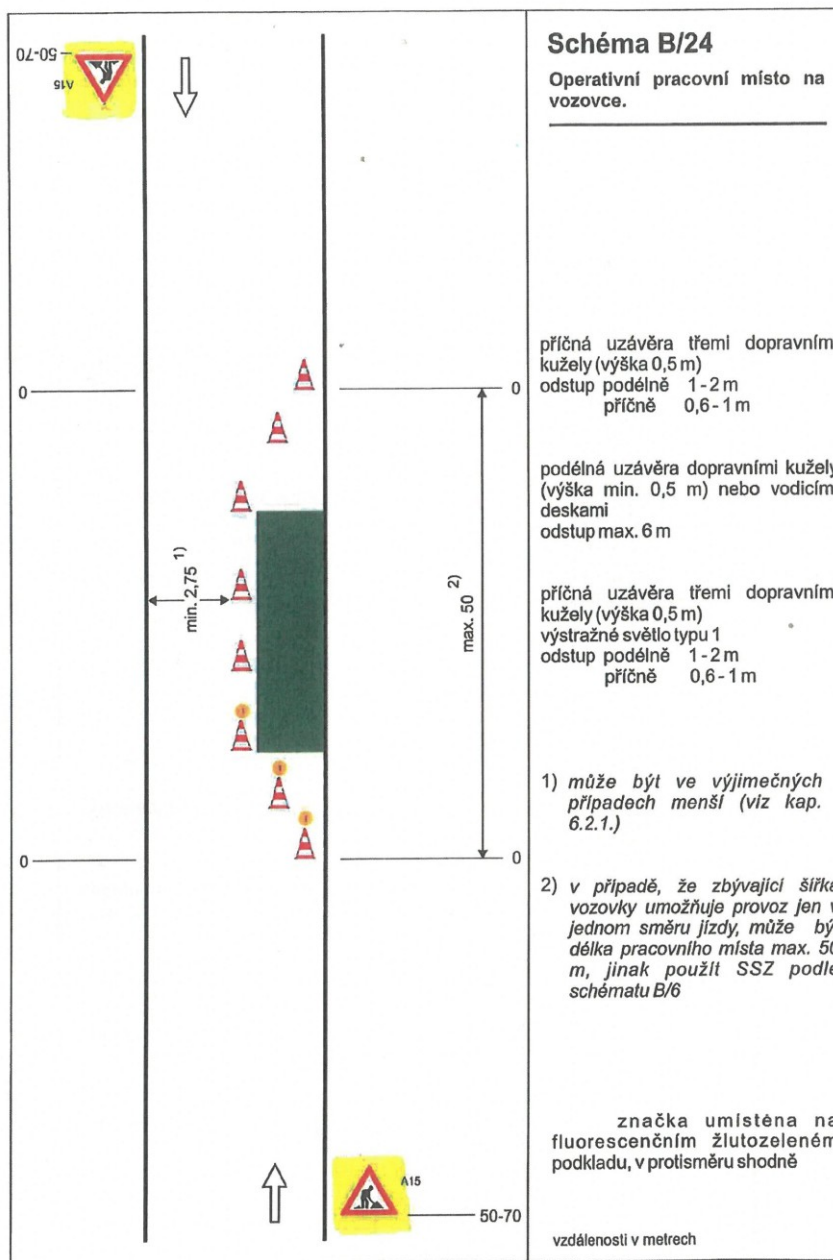 Schéma B/24
Operativní pracovní místo na
vozovce.
50-70
A15
příčná uzávěra třemi dopravním
kužely (výška 0,5 m)
odstup podélně 1-2 m
příčně 0,6-1 m
0
0
podélná uzávěra dopravními kužely
(výška min. 0,5 m) nebo vodicím
deskami
odstup max. 6 m
min. 2,75 1)
max. 50 2)
příčná uzávěra třemi dopravním
kužely (výška 0,5 m)
výstražné světlo typu 1
odstup podélně 1-2 m
příčně 0,6-1 m
1) může být ve výjimečných
případech menší (viz kap.
6.2.1.)
0
0
2) v případě, že zbývající šířka
vozovky umožňuje provoz jen v
jednom směru jízdy, může být
délka pracovního místa max. 50
m, jinak použít SSZ podle
schématu B/6
značka umístěna na
fluorescenčním žlutozeleném
podkladu, v protisměru shodně
A15
50-70
vzdálenosti v metrech